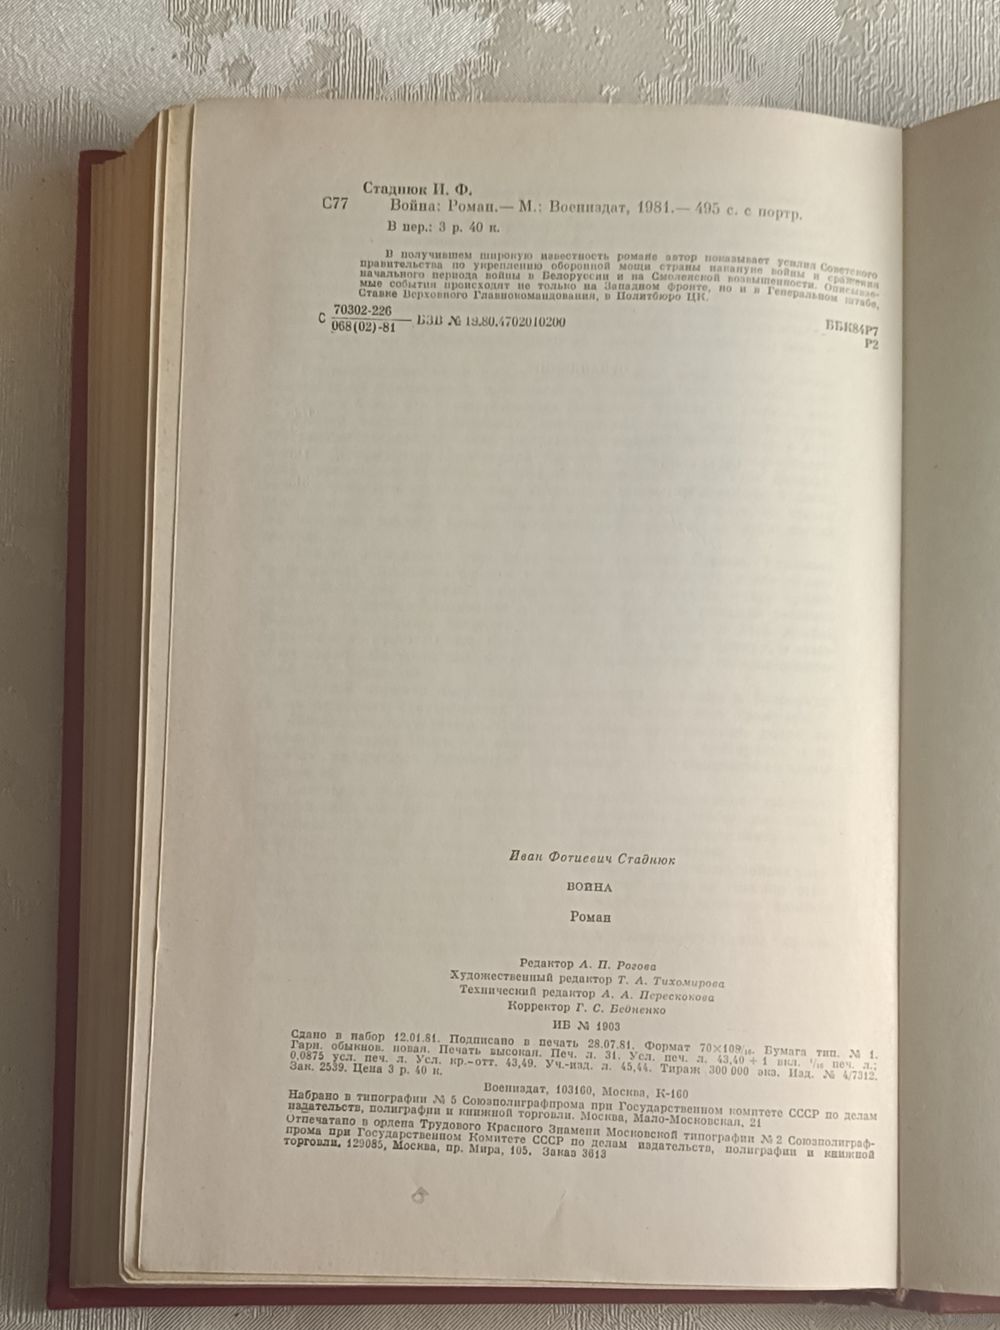 Стаднюк И. Ф.
С77 Война: Роман.— М.: Воениздат, 1981.— 495 с. с портр.
В пер.: 3 р. 40 к.
В получившем широкую известность романе автор показывает усилия Советского
правительства по укреплению оборонной мощи страны накануне войны и сражения
начального периода войны в Белоруссии и на Смоленской возвышенности. Описывае-
мые события происходят не только на Западном фронте, но и в Генеральном штабе,
Ставке Верховного Главнокомандования, в Политбюро ЦК.
70302-226
С ——— БЗВ № 19.80.4702010200
068(02)-81
ББК84Р7
Р2
Иван Фотиевич Стаднюк
ВОЙНА
Роман
Редактор А. П. Рогова
Художественный редактор Т. А. Тихомирова
Технический редактор А. А. Перескокова
Корректор Г. С. Бедненко
ИБ № 1903
Сдано в набор 12.01.81. Подписано в печать 28.07.81. Формат 70×108/16. Бумага тип. № 1.
Гарн. обыкнов. новая. Печать высокая. Печ. л. 31. Усл. печ. л. 43,40 + 1 вкл. 1/16 печ. л.;
0,0875 усл. печ. л. Усл. кр.-отт. 43,49. Уч.-изд. л. 45,44. Тираж 300 000 экз. Изд. № 4/7312.
Зак. 2539. Цена 3 р. 40 к.
Воениздат, 103160, Москва, К-160
Набрано в типографии № 5 Союзполиграфпрома при Государственном комитете СССР по делам
издательств, полиграфии и книжной торговли. Москва, Мало-Московская, 21
Отпечатано в ордена Трудового Красного Знамени Московской типографии № 2 Союзполиграф-
прома при Государственном Комитете СССР по делам издательств, полиграфии и книжной
торговли. 129085, Москва, пр. Мира, 105. Заказ 3613